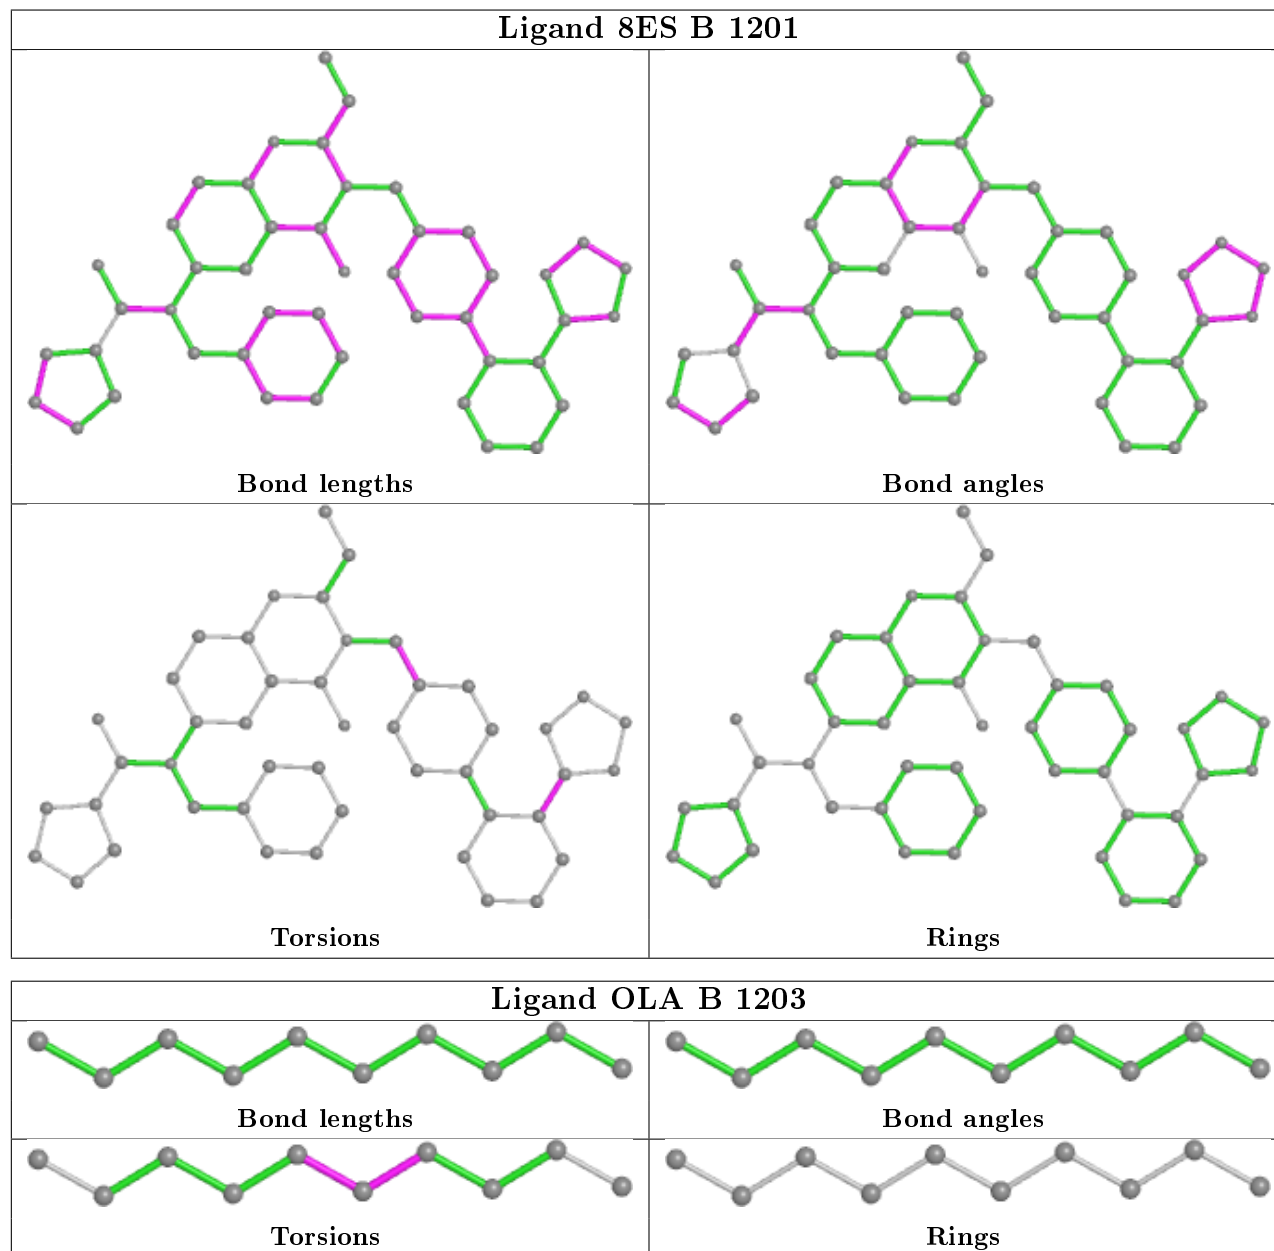 Ligand 8ES B 1201
Bond lengths
Bond angles
Torsions
Rings
Ligand OLA B 1203
Bond lengths
Bond angles
Torsions
Rings